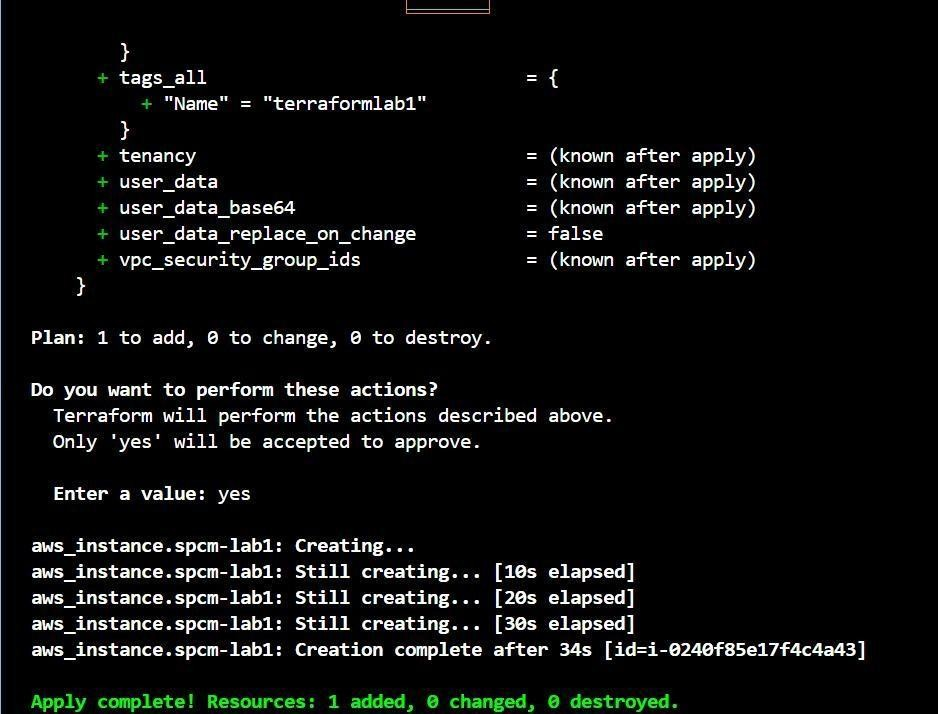 }
+ tags_all = {
+ "Name" = "terraformlab1"
}
+ tenancy = (known after apply)
+ user_data = (known after apply)
+ user_data_base64 = (known after apply)
+ user_data_replace_on_change = false
+ vpc_security_group_ids = (known after apply)
}
Plan: 1 to add, 0 to change, 0 to destroy.
Do you want to perform these actions?
Terraform will perform the actions described above.
Only 'yes' will be accepted to approve.
Enter a value: yes
aws_instance.spcm-lab1: Creating...
aws_instance.spcm-lab1: Still creating... [10s elapsed]
aws_instance.spcm-lab1: Still creating... [20s elapsed]
aws_instance.spcm-lab1: Still creating... [30s elapsed]
aws_instance.spcm-lab1: Creation complete after 34s [id=i-0240f85e17f4c4a43]
Apply complete! Resources: 1 added, 0 changed, 0 destroyed.